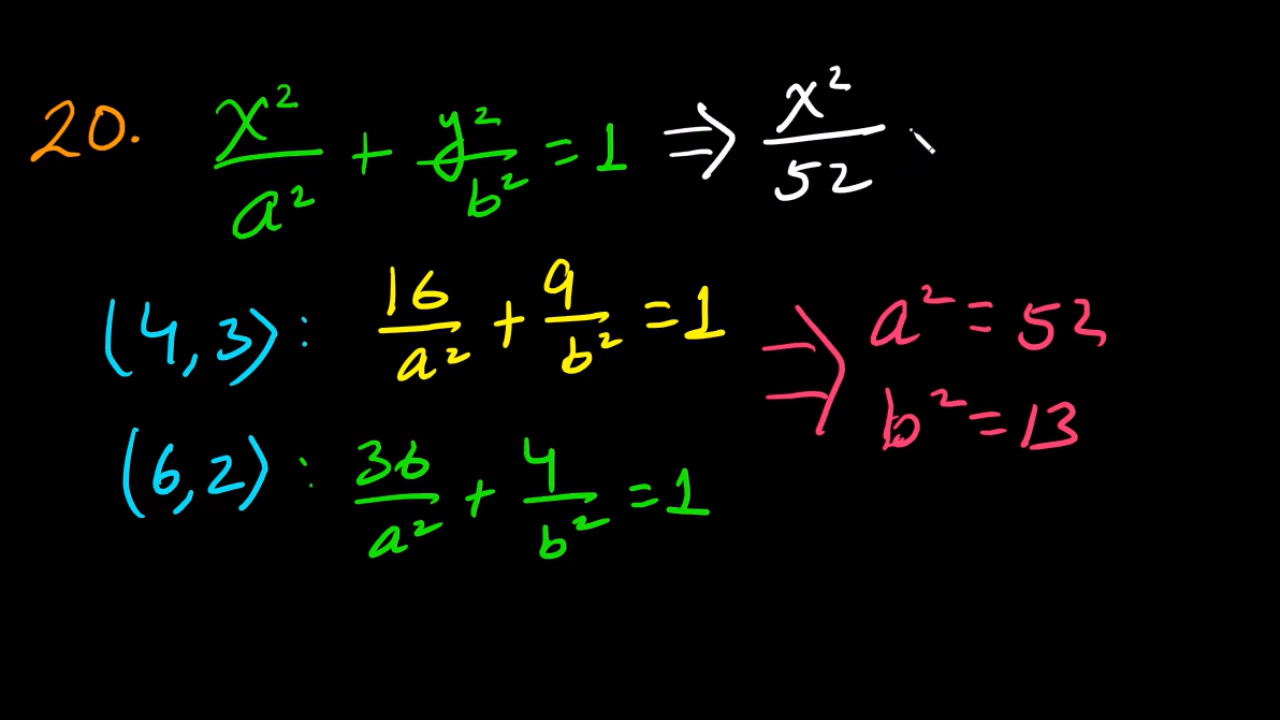 20. x²/a² + y²/b² = 1 ⇒ x²/52
(4,3): 16/a² + 9/b² = 1 ⇒ a² = 52
b² = 13
(6,2): 36/a² + 4/b² = 1